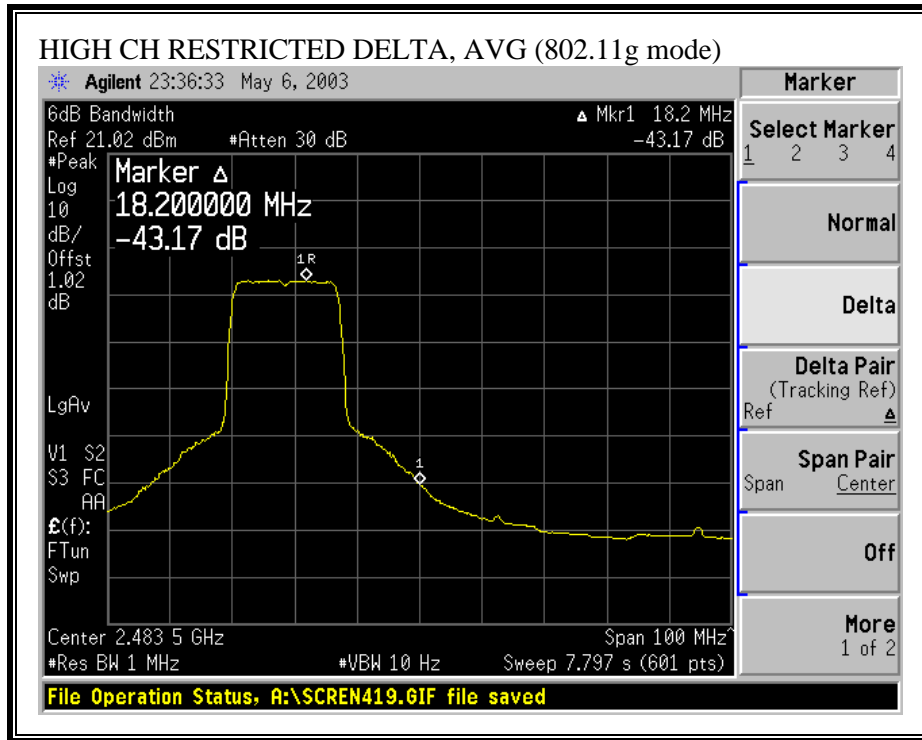 HIGH CH RESTRICTED DELTA, AVG (802.11g mode)
Agilent 23:36:33 May 6, 2003
Marker
6dB Bandwidth
Δ Mkr1 18.2 MHz
Ref 21.02 dBm #Atten 30 dB
-43.17 dB
#Peak
Log
10
dB/
Offst
1.02
dB
LgAv
V1 S2
S3 FC
AA
£(f):
FTun
Swp
Marker Δ
18.200000 MHz
-43.17 dB
1R
1
Center 2.483 5 GHz
Span 100 MHz^
#Res BW 1 MHz
#VBW 10 Hz
Sweep 7.797 s (601 pts)
Select Marker
1 2 3 4
Normal
Delta
Delta Pair
(Tracking Ref)
Ref Δ
Span Pair
Span Center
Off
More
1 of 2
File Operation Status, A:\SCREN419.GIF file saved